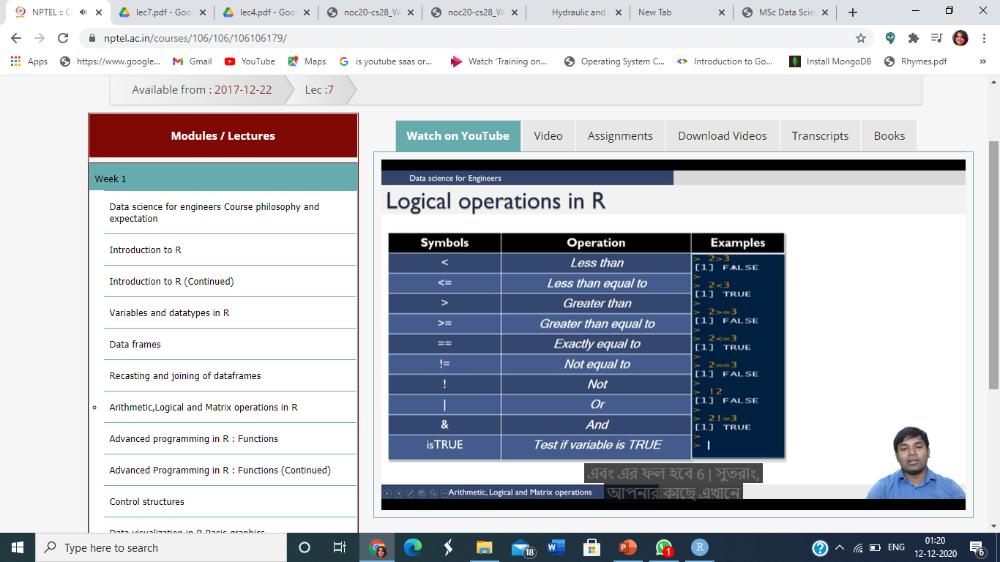 NPTEL :: C
lec7.pdf - Goo
lec4.pdf - Goo
noc20-cs28_W
noc20-cs28_W
Hydraulic and
New Tab
MSc Data Scie
nptel.ac.in/courses/106/106/106106179/
Apps
https://www.google...
Gmail
YouTube
Maps
is youtube saas or...
Watch 'Training on...
Operating System C...
Introduction to Go...
Install MongoDB
Rhymes.pdf
»
Available from : 2017-12-22
Lec :7
Modules / Lectures
Week 1
Data science for engineers Course philosophy and
expectation
Introduction to R
Introduction to R (Continued)
Variables and datatypes in R
Data frames
Recasting and joining of dataframes
Arithmetic,Logical and Matrix operations in R
Advanced programming in R : Functions
Advanced Programming in R : Functions (Continued)
Control structures
Data visualization in R Basic graphics
Watch on YouTube
Video
Assignments
Download Videos
Transcripts
Books
Data science for Engineers
Logical operations in R
Symbols Operation Examples
< Less than
<= Less than equal to
> Greater than
>= Greater than equal to
== Exactly equal to
!= Not equal to
! Not
| Or
& And
isTRUE Test if variable is TRUE
> 2>3
[1] FALSE
>
> 2<3
[1] TRUE
>
> 2>=3
[1] FALSE
>
> 2<=3
[1] TRUE
>
> 2==3
[1] FALSE
>
> !2
[1] FALSE
>
> 2!=3
[1] TRUE
>
> |
এবং এর ফল হবে 6 | সুতরাং,
আপনার কাছে এখানে
Arithmetic, Logical and Matrix operations
Type here to search
18
1
R
ENG
01:20
12-12-2020
6